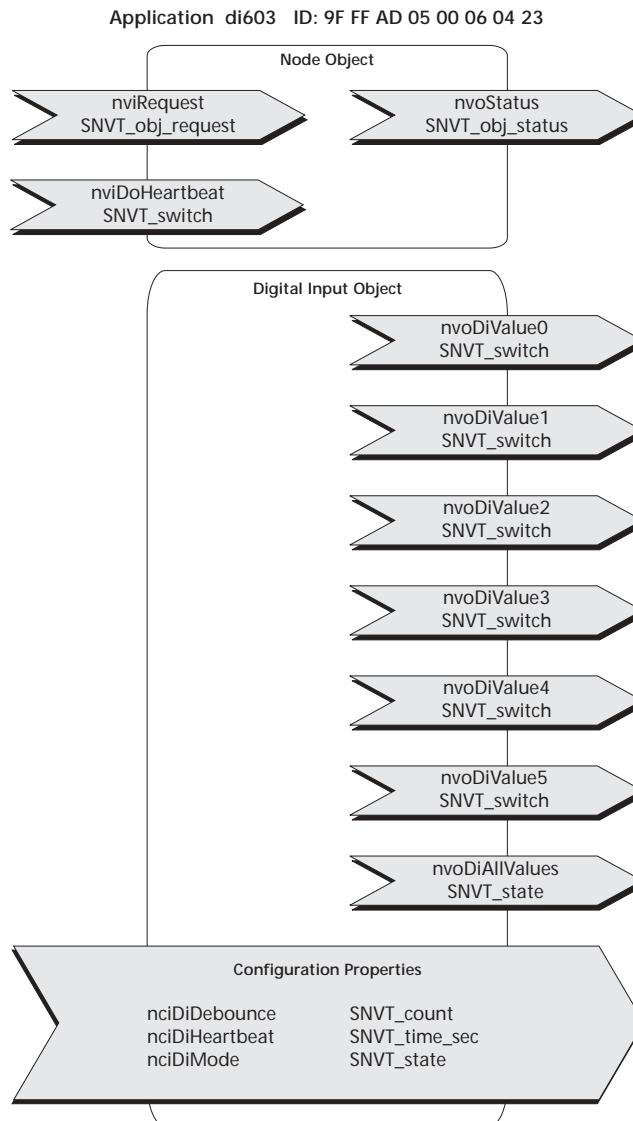 Application di603 ID: 9F FF AD 05 00 06 04 23
Node Object
nviRequest
SNVT_obj_request
nvoStatus
SNVT_obj_status
nviDoHeartbeat
SNVT_switch
Digital Input Object
nvoDiValue0
SNVT_switch
nvoDiValue1
SNVT_switch
nvoDiValue2
SNVT_switch
nvoDiValue3
SNVT_switch
nvoDiValue4
SNVT_switch
nvoDiValue5
SNVT_switch
nvoDiAllValues
SNVT_state
Configuration Properties
nciDiDebounce SNVT_count
nciDiHeartbeat SNVT_time_sec
nciDiMode SNVT_state